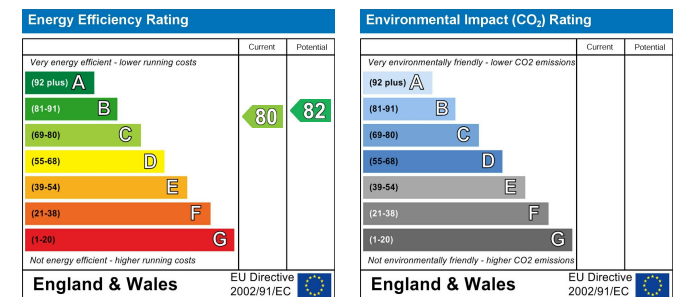 Energy Efficiency Rating
Current Potential
Very energy efficient - lower running costs
(92 plus) A
(81-91) B
(69-80) C
(55-68) D
(39-54) E
(21-38) F
(1-20) G
80
82
Not energy efficient - higher running costs
England & Wales
EU Directive
2002/91/EC
Environmental Impact (CO₂) Rating
Current Potential
Very environmentally friendly - lower CO2 emissions
(92 plus) A
(81-91) B
(69-80) C
(55-68) D
(39-54) E
(21-38) F
(1-20) G
Not environmentally friendly - higher CO2 emissions
England & Wales
EU Directive
2002/91/EC